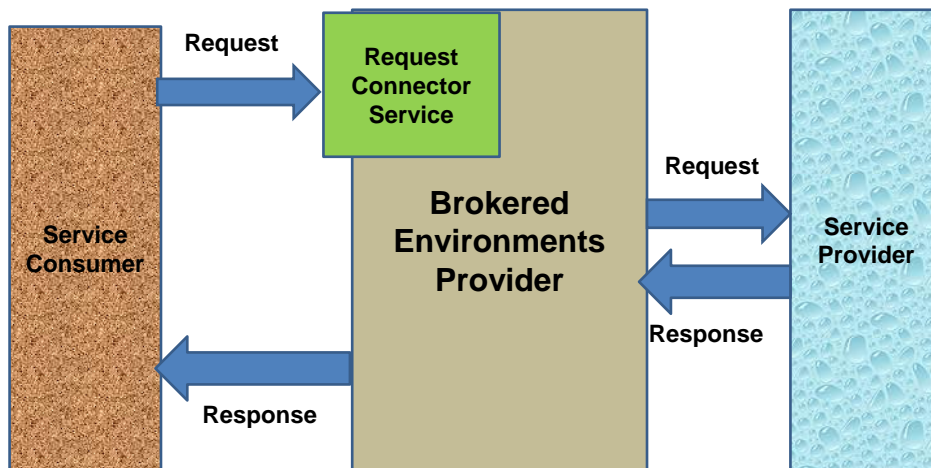 Request
Request
Connector
Service
Request
Brokered
Environments
Provider
Service
Consumer
Service
Provider
Response
Response